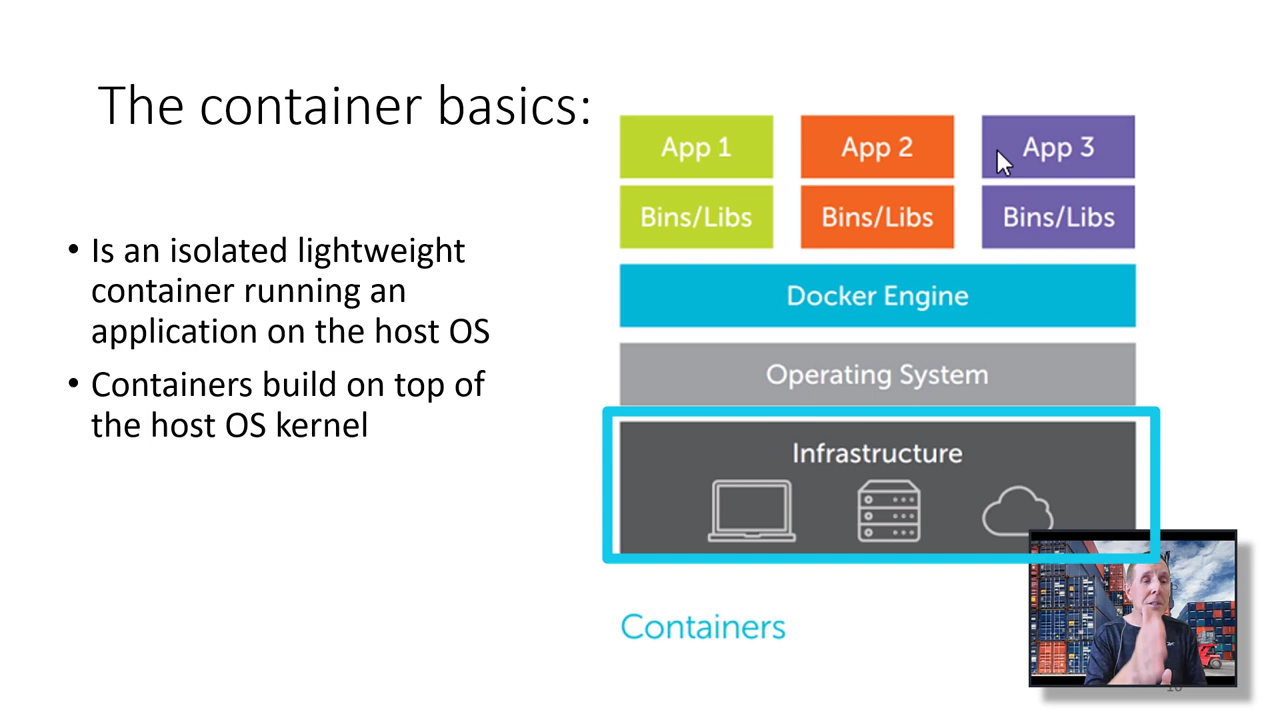 The container basics:
• Is an isolated lightweight
container running an
application on the host OS
• Containers build on top of
the host OS kernel
App 1
App 2
App 3
Bins/Libs
Bins/Libs
Bins/Libs
Docker Engine
Operating System
Infrastructure
Containers